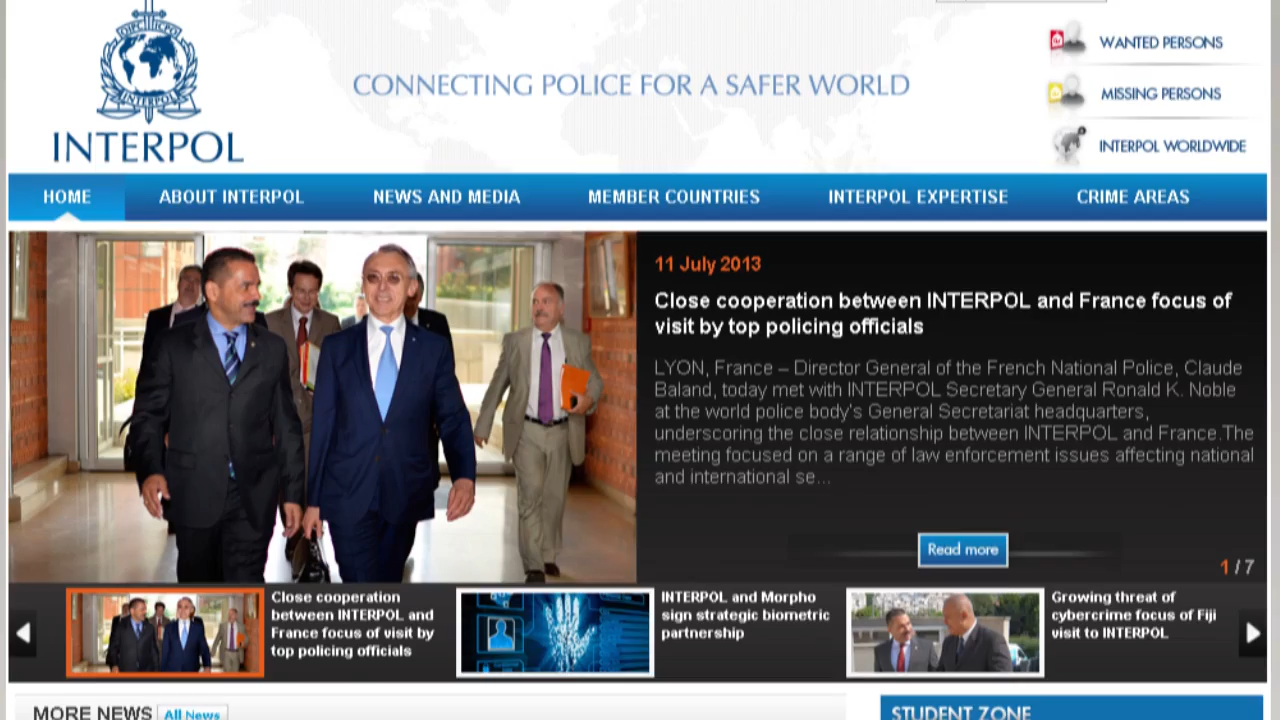 OIPC ICPO
INTERPOL
INTERPOL
CONNECTING POLICE FOR A SAFER WORLD
WANTED PERSONS
MISSING PERSONS
INTERPOL WORLDWIDE
HOME
ABOUT INTERPOL
NEWS AND MEDIA
MEMBER COUNTRIES
INTERPOL EXPERTISE
CRIME AREAS
11 July 2013
Close cooperation between INTERPOL and France focus of
visit by top policing officials
LYON, France – Director General of the French National Police, Claude
Baland, today met with INTERPOL Secretary General Ronald K. Noble
at the world police body's General Secretariat headquarters,
underscoring the close relationship between INTERPOL and France.The
meeting focused on a range of law enforcement issues affecting national
and international se...
Read more
1 / 7
Close cooperation
between INTERPOL and
France focus of visit by
top policing officials
INTERPOL and Morpho
sign strategic biometric
partnership
Growing threat of
cybercrime focus of Fiji
visit to INTERPOL
MORE NEWS All News
STUDENT ZONE